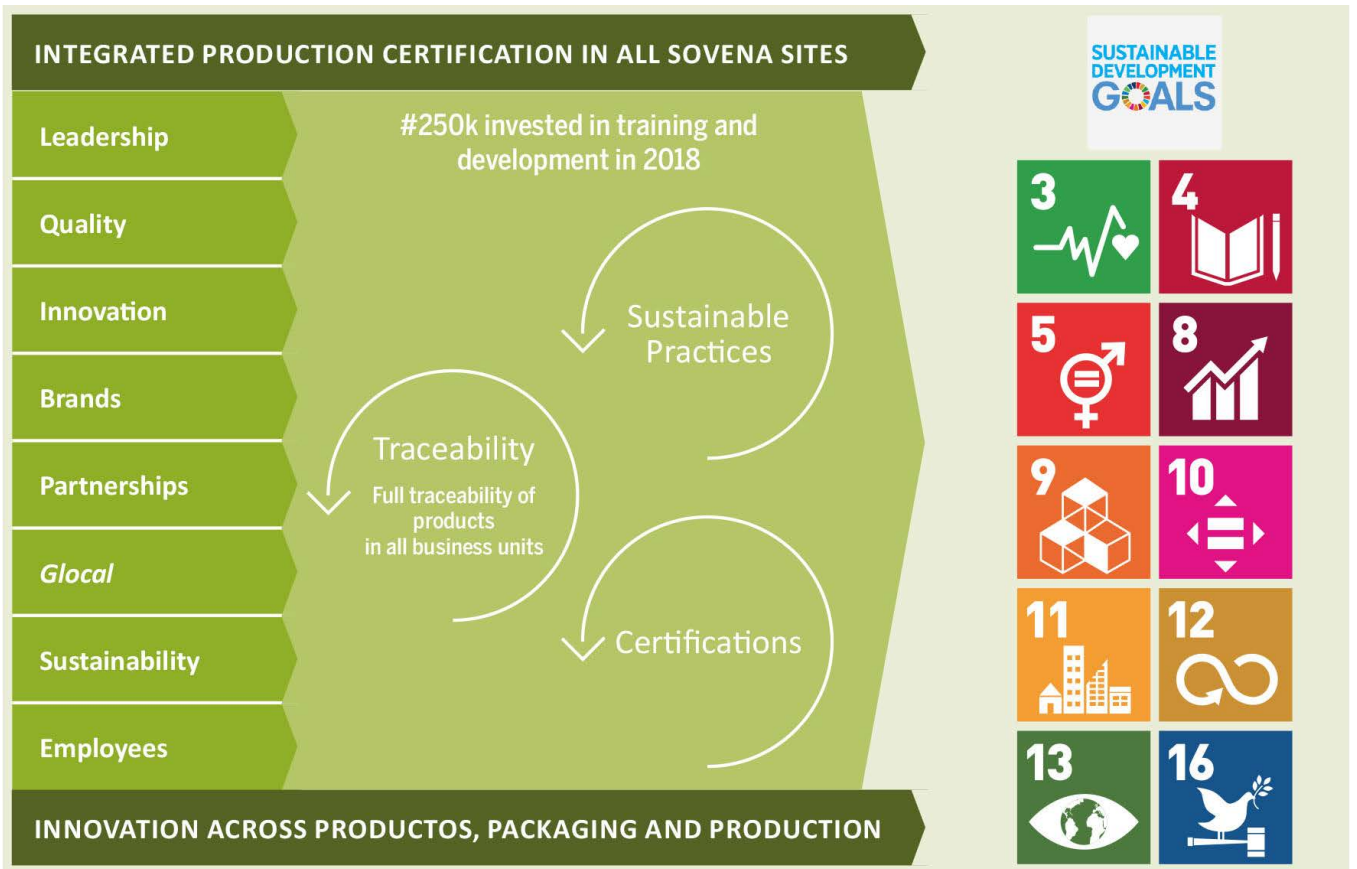 INTEGRATED PRODUCTION CERTIFICATION IN ALL SOVENA SITES
Leadership
Quality
Innovation
Brands
Partnerships
Glocal
Sustainability
Employees
#250k invested in training and
development in 2018
Sustainable
Practices
Traceability
Full traceability of
products
in all business units
Certifications
INNOVATION ACROSS PRODUCTOS, PACKAGING AND PRODUCTION
SUSTAINABLE
DEVELOPMENT
GOALS
3
4
5
8
9
10
11
12
13
16